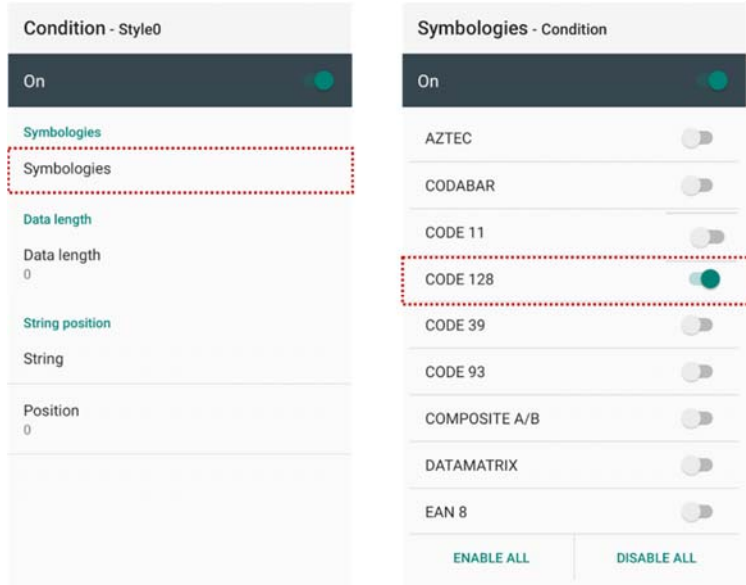 Condition - Style0
On
Symbologies
Symbologies
Data length
Data length
0
String position
String
Position
0
Symbologies - Condition
On
AZTEC
CODABAR
CODE 11
CODE 128
CODE 39
CODE 93
COMPOSITE A/B
DATAMATRIX
EAN 8
ENABLE ALL DISABLE ALL